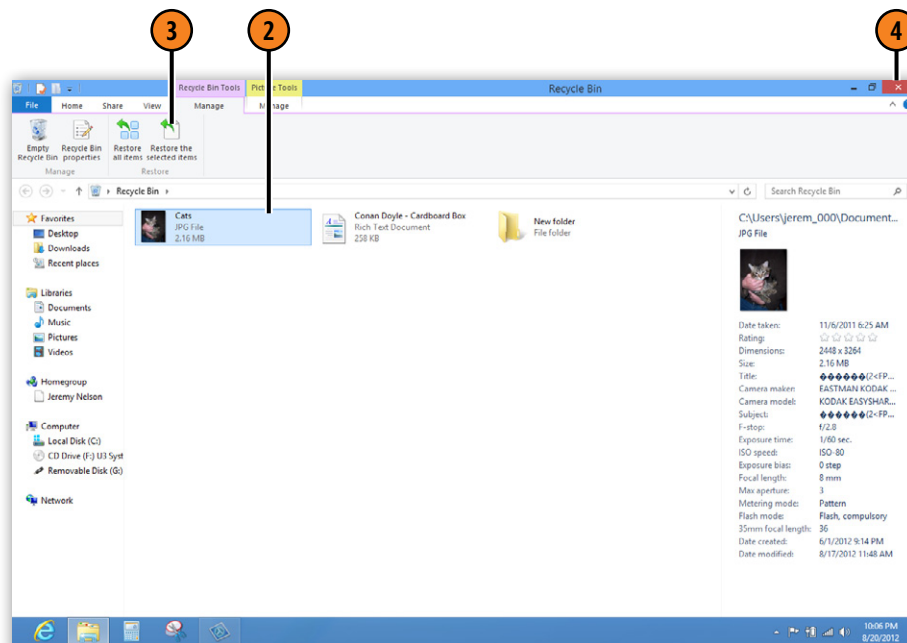 3 2 4
Recycle Bin Tools Picture Tools Recycle Bin
File Home Share View Manage Manage
Empty Recycle Bin Restore Restore the
Recycle Bin properties all items selected items
Manage Restore
Recycle Bin Search Recycle Bin
Favorites
Desktop
Downloads
Recent places
Libraries
Documents
Music
Pictures
Videos
Homegroup
Jeremy Nelson
Computer
Local Disk (C:)
CD Drive (F:) U3 Syst
Removable Disk (G:)
Network
Cats
JPG File
2.16 MB
Conan Doyle - Cardboard Box
Rich Text Document
258 KB
New folder
File folder
C:\Users\jerem_000\Document...
JPG File
Date taken: 11/6/2011 6:25 AM
Rating:
Dimensions: 2448 x 3264
Size: 2.16 MB
Title: ������(2<FP...
Camera maker: EASTMAN KODAK ...
Camera model: KODAK EASYSHAR...
Subject: ������(2<FP...
F-stop: f/2.8
Exposure time: 1/60 sec.
ISO speed: ISO-80
Exposure bias: 0 step
Focal length: 8 mm
Max aperture: 3
Metering mode: Pattern
Flash mode: Flash, compulsory
35mm focal length: 36
Date created: 6/1/2012 9:14 PM
Date modified: 8/17/2012 11:48 AM
10:06 PM
8/20/2012